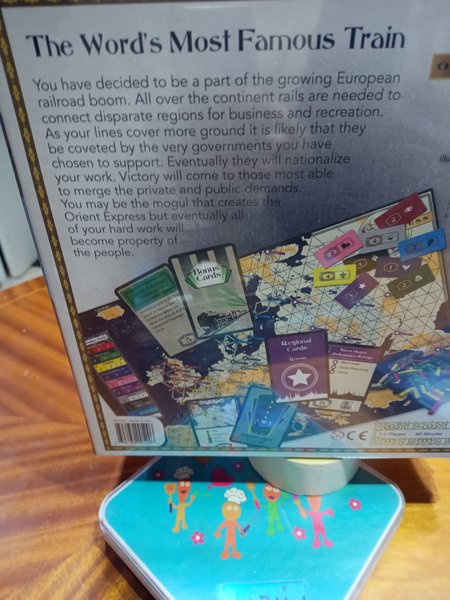 The Word's Most Famous Train
You have decided to be a part of the growing European
railroad boom. All over the continent rails are needed to
connect disparate regions for business and recreation.
As your lines cover more ground it is likely that they
be coveted by the very governments you have
chosen to support. Eventually they will nationalize
your work. Victory will come to those most able
to merge the private and public demands.
You may be the mogul that creates the
Orient Express but eventually all
of your hard work will
become property of
the people.
Bonus
Cards
Regional
Cards
Players 60 Minutes